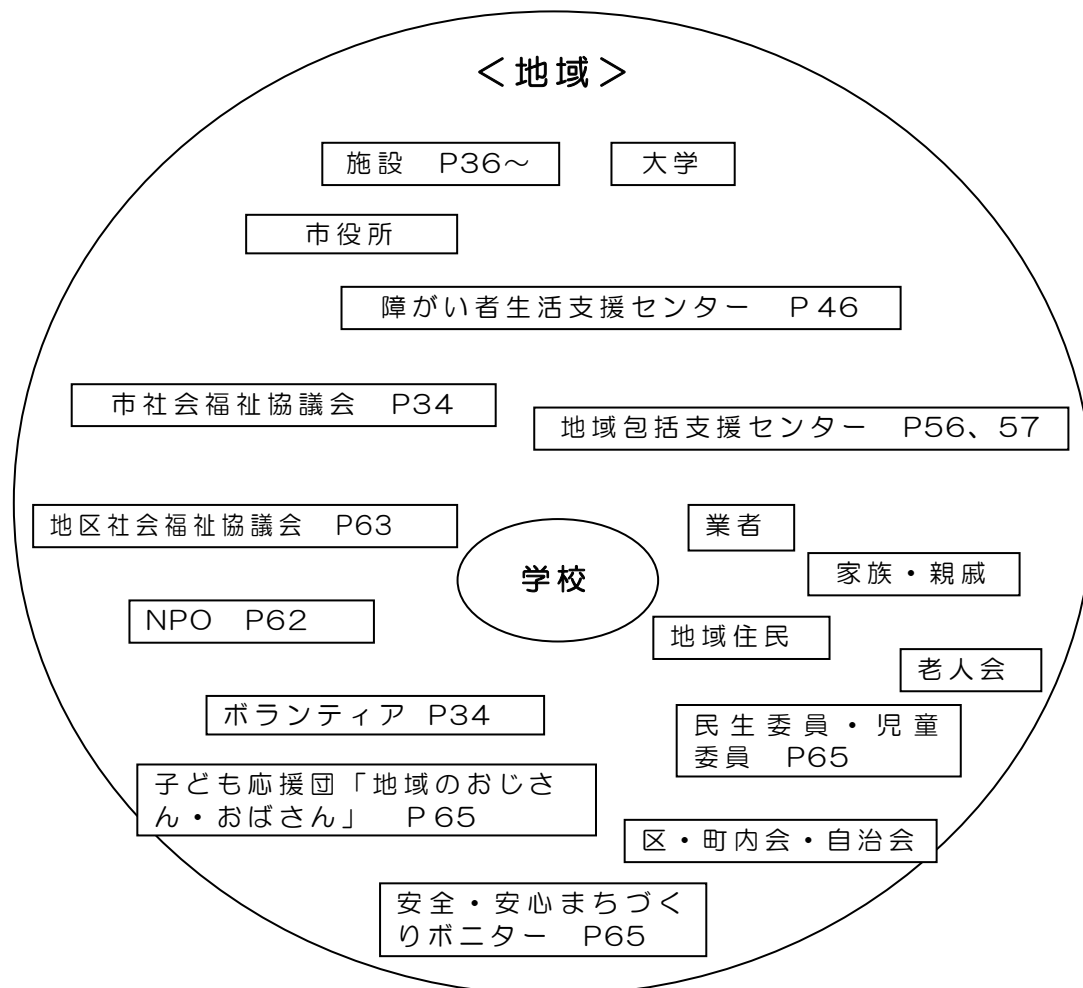 ＜地域＞
施設　P36～
大学
市役所
障がい者生活支援センター　P46
市社会福祉協議会　P34
地域包括支援センター　P56、57
地区社会福祉協議会　P63
業者
学校
家族・親戚
NPO　P62
地域住民
老人会
ボランティア P34
民生委員・児童
委員　P65
子ども応援団「地域のおじさ
ん・おばさん」　P65
区・町内会・自治会
安全・安心まちづく
りボニター　P65